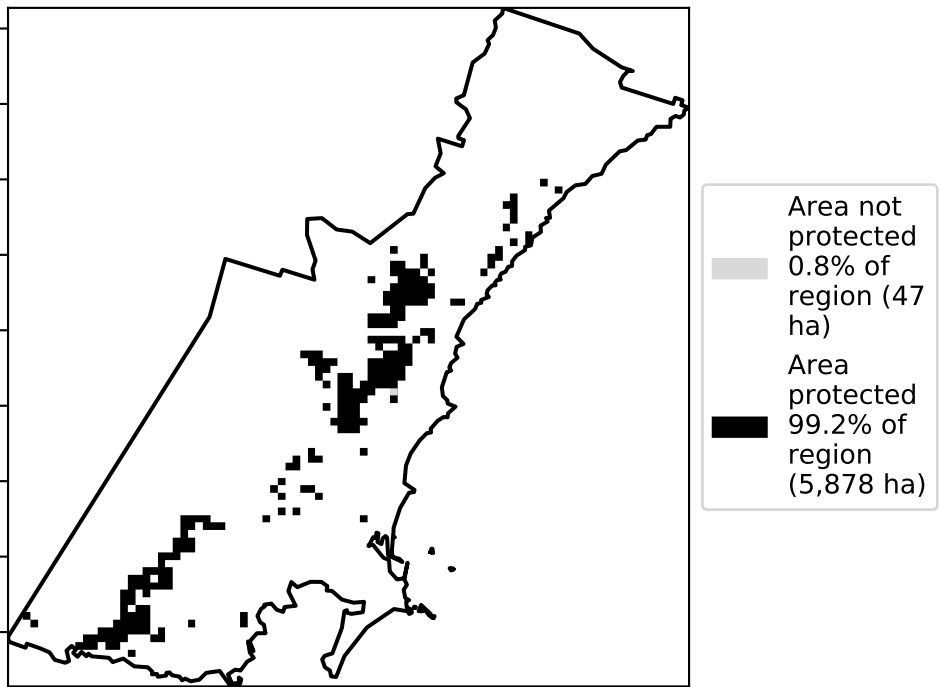 Area not
protected
0.8% of
region (47
ha)
Area
protected
99.2% of
region
(5,878 ha)